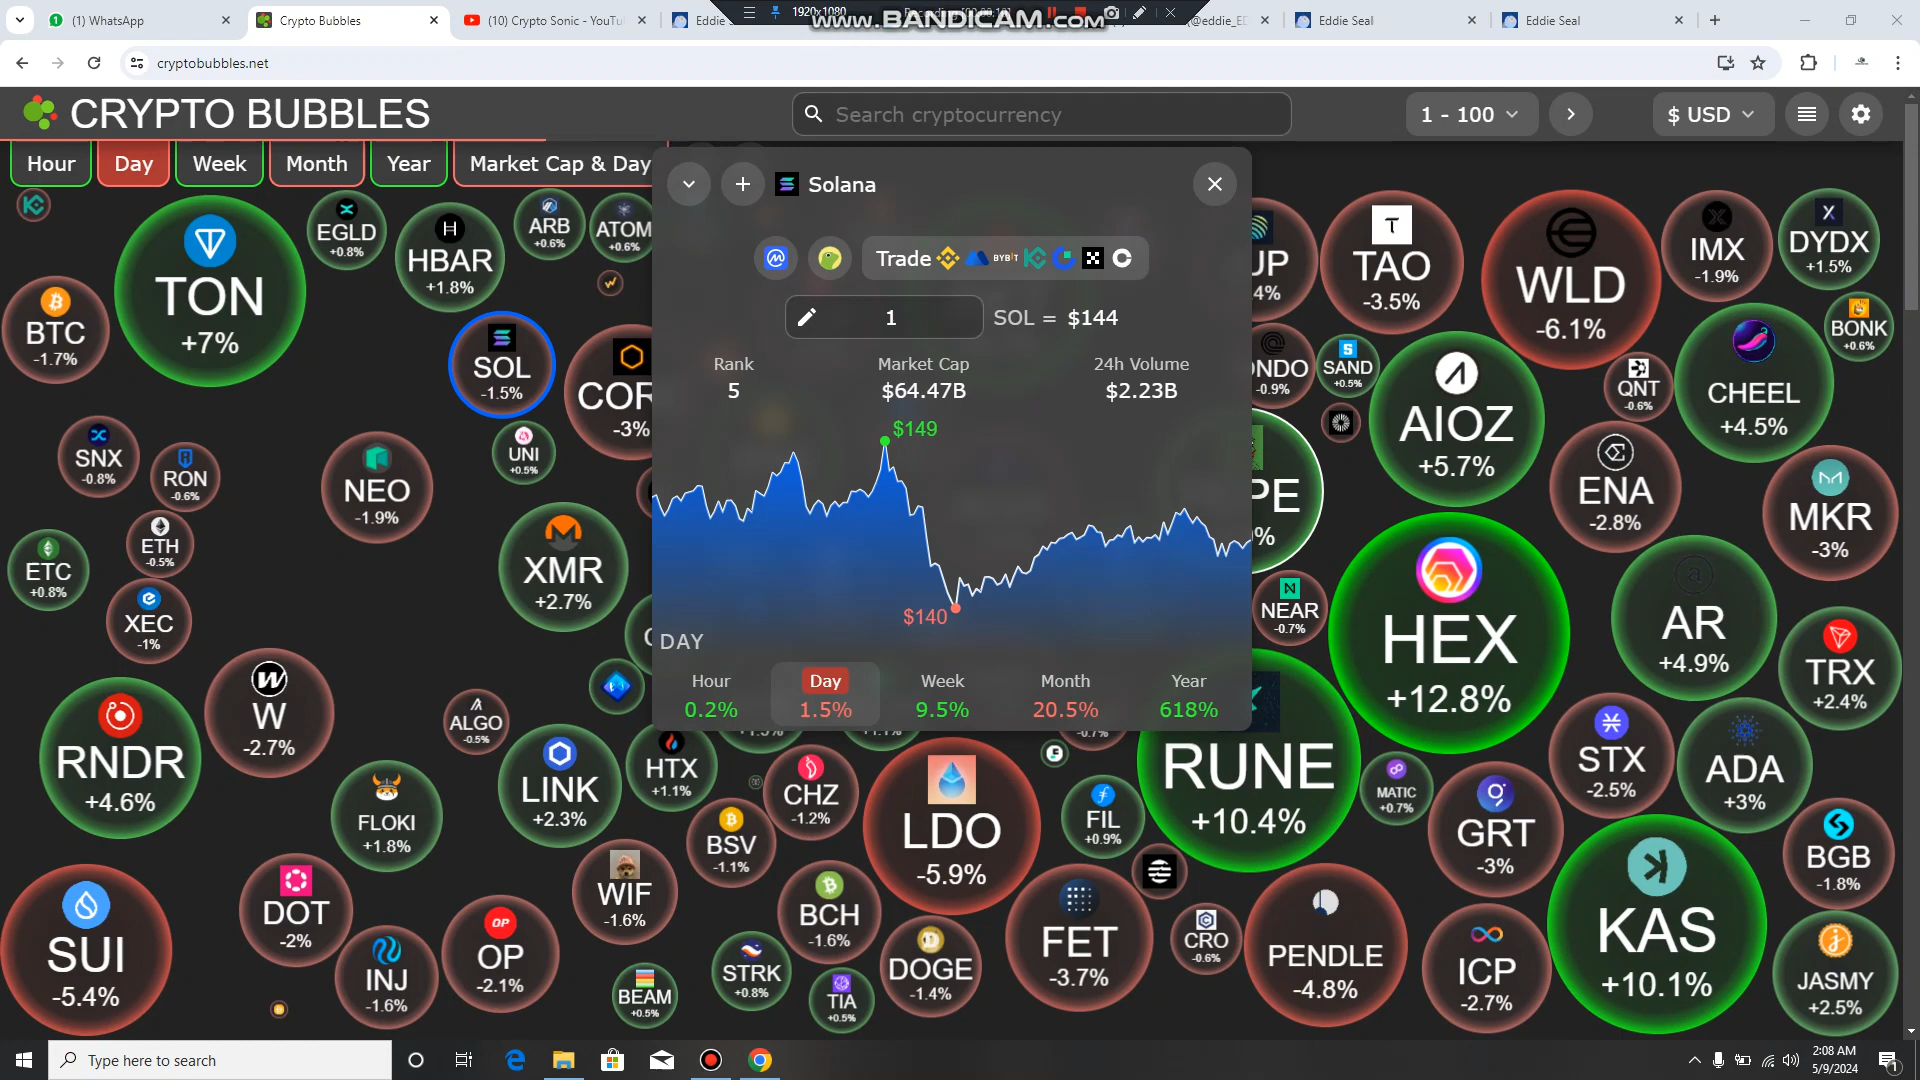 (1) WhatsApp
Crypto Bubbles
(10) Crypto Sonic - YouTu
Eddie S
1920x1080
www.BANDICAM.com
(@eddie_ED
Eddie Seal
Eddie Seal
cryptobubbles.net
CRYPTO BUBBLES
Search cryptocurrency
1 - 100
$ USD
Hour
Day
Week
Month
Year
Market Cap & Day
Solana
Trade
BYBIT
1
SOL = $144
Rank
Market Cap
24h Volume
5
$64.47B
$2.23B
$149
$140
DAY
Hour
Day
Week
Month
Year
0.2%
1.5%
9.5%
20.5%
618%
TON
+7%
EGLD
+0.8%
HBAR
+1.8%
ARB
+0.6%
ATOM
+0.6%
BTC
-1.7%
SOL
-1.5%
COR
-3%
UP
4%
TAO
-3.5%
WLD
-6.1%
IMX
-1.9%
DYDX
+1.5%
BONK
+0.6%
NDO
-0.9%
SAND
+0.5%
AIOZ
+5.7%
QNT
-0.6%
CHEEL
+4.5%
SNX
-0.8%
RON
-0.6%
NEO
-1.9%
UNI
+0.5%
PE
%
ENA
-2.8%
MKR
-3%
ETC
+0.8%
ETH
-0.5%
XEC
-1%
XMR
+2.7%
NEAR
-0.7%
HEX
+12.8%
AR
+4.9%
TRX
+2.4%
RNDR
+4.6%
W
-2.7%
ALGO
-0.5%
LINK
+2.3%
HTX
+1.1%
FLOKI
+1.8%
BSV
-1.1%
CHZ
-1.2%
LDO
-5.9%
FIL
+0.9%
RUNE
+10.4%
MATIC
+0.7%
GRT
-3%
STX
-2.5%
ADA
+3%
BGB
-1.8%
SUI
-5.4%
DOT
-2%
INJ
-1.6%
OP
OP
-2.1%
WIF
-1.6%
BEAM
+0.5%
STRK
+0.8%
BCH
-1.6%
TIA
+0.5%
DOGE
-1.4%
FET
-3.7%
CRO
-0.6%
PENDLE
-4.8%
ICP
-2.7%
KAS
+10.1%
JASMY
+2.5%
Type here to search
2:08 AM
5/9/2024
1